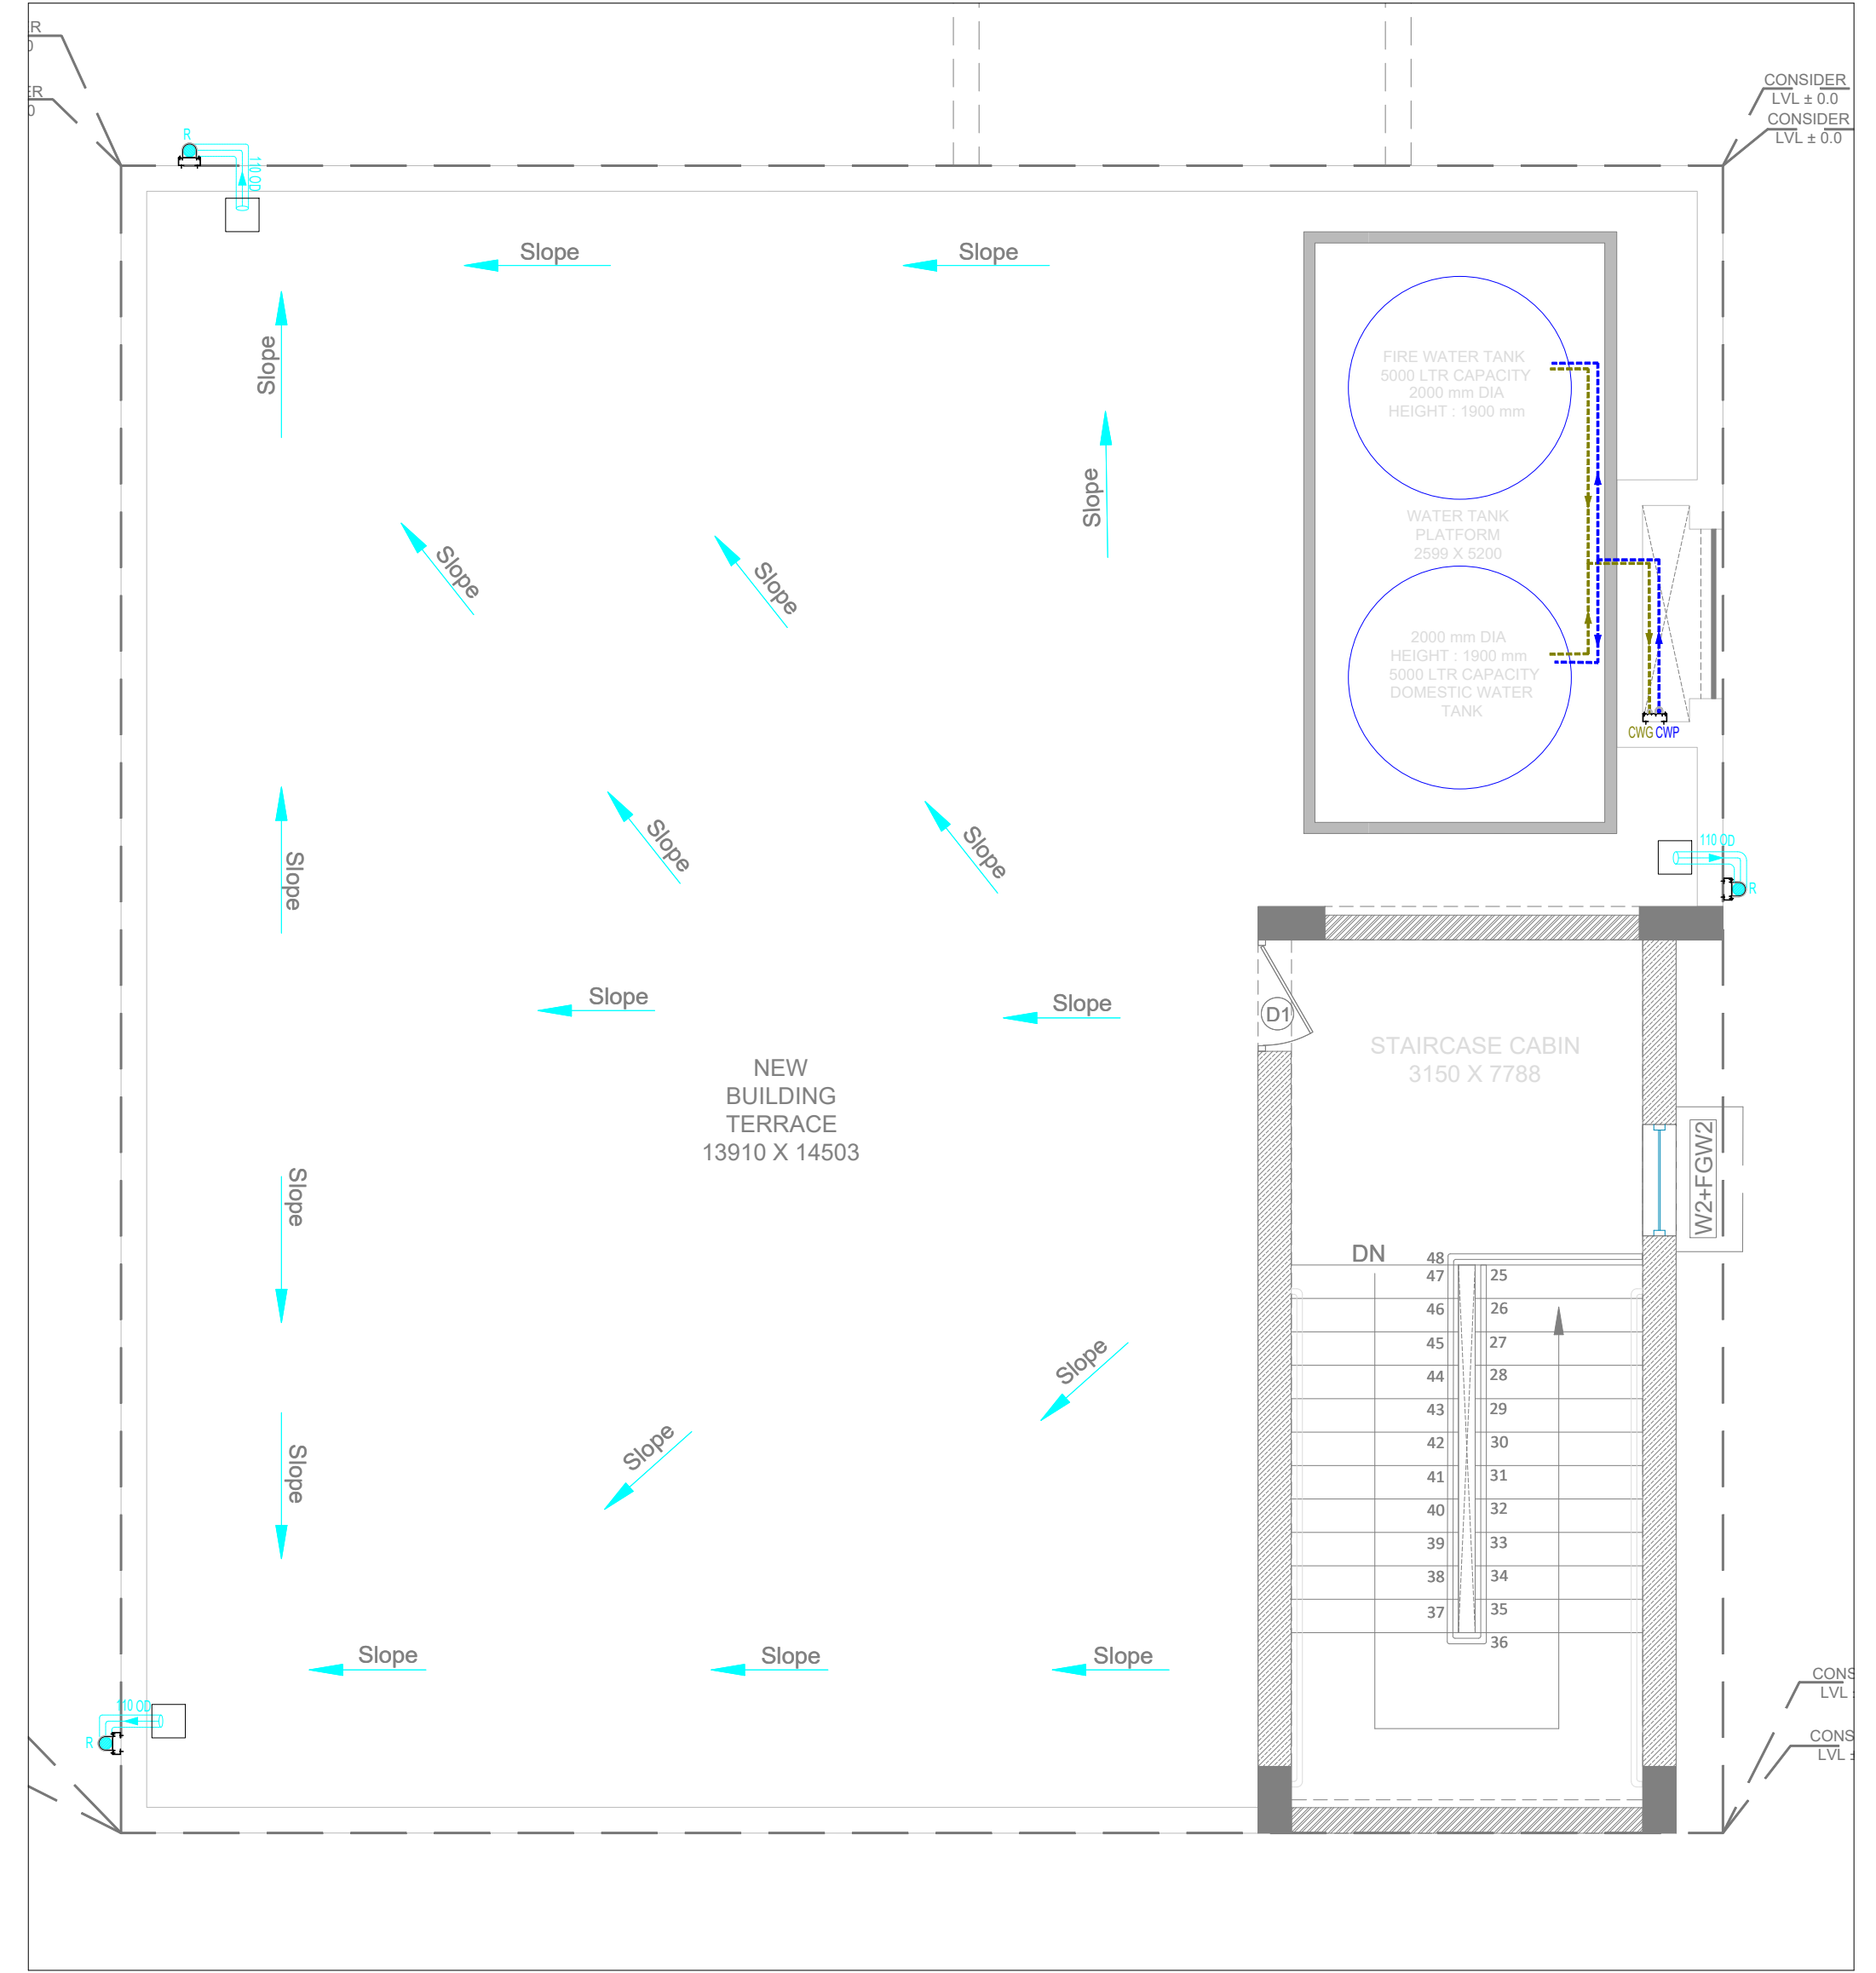 R
CONSIDER
LVL ± 0.0
CONSIDER
LVL ± 0.0
R
110 OD
Slope
Slope
Slope
FIRE WATER TANK
5000 LTR CAPACITY
2000 mm DIA
HEIGHT : 1900 mm
Slope
WATER TANK
PLATFORM
2599 X 5200
Slope
Slope
2000 mm DIA
HEIGHT : 1900 mm
5000 LTR CAPACITY
DOMESTIC WATER
TANK
CWG CWP
Slope
Slope
Slope
110 OD
R
Slope
Slope
D1
STAIRCASE CABIN
3150 X 7788
NEW
BUILDING
TERRACE
13910 X 14503
W2+FGW2
Slope
DN
48
47 25
46 26
45 27
44 28
43 29
42 30
41 31
40 32
39 33
38 34
37 35
36
Slope
Slope
Slope
Slope
Slope
Slope
110 OD
R
CONS
LVL
CONS
LVL ±